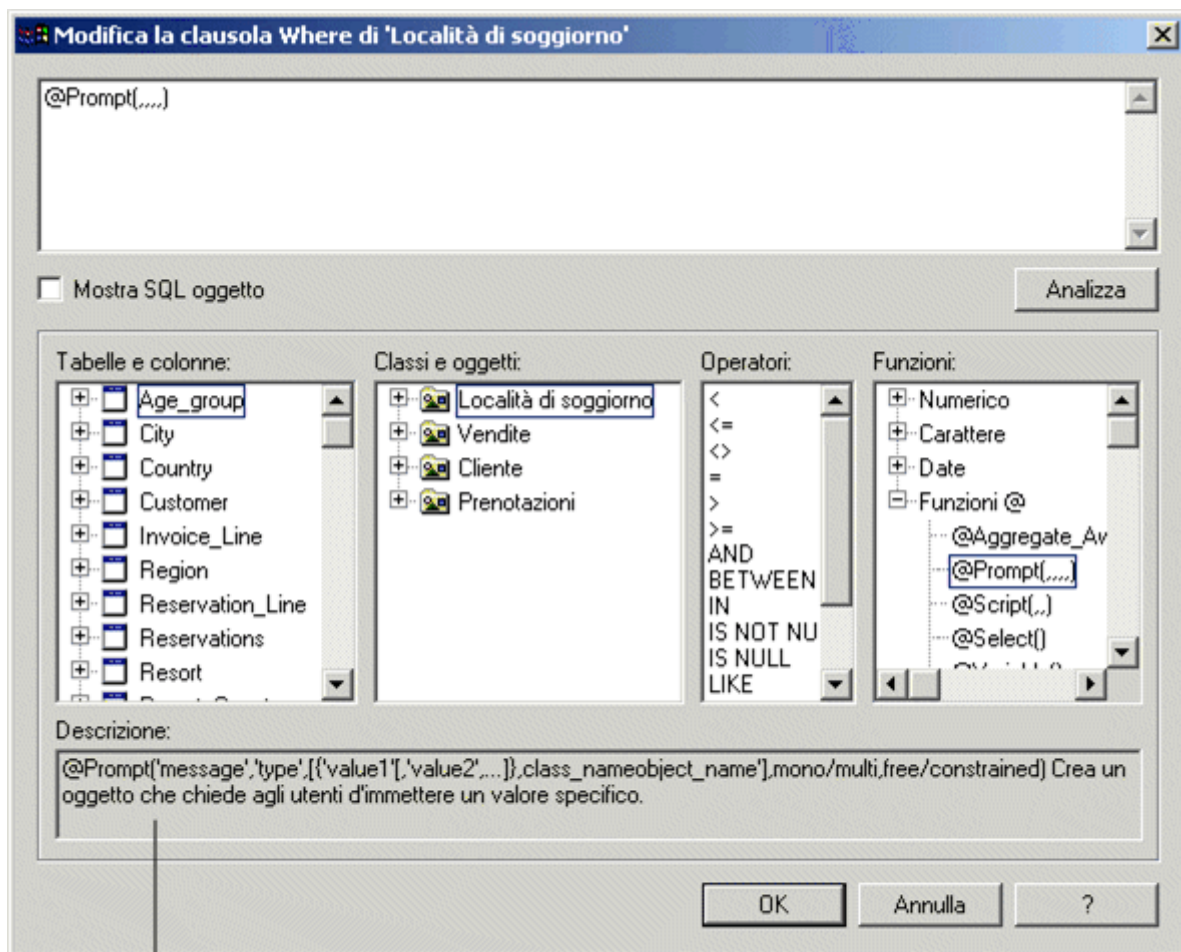 Modifica la clausola Where di 'Località di soggiorno'
@Prompt(,,,,)
Mostra SQL oggetto
Analizza
Tabelle e colonne:
Age_group
City
Country
Customer
Invoice_Line
Region
Reservation_Line
Reservations
Resort
Classi e oggetti:
Località di soggiorno
Vendite
Cliente
Prenotazioni
Operatori:
<
<=
<>
=
>
>=
AND
BETWEEN
IN
IS NOT NU
IS NULL
LIKE
Funzioni:
Numerico
Carattere
Date
Funzioni @
@Aggregate_Av
@Prompt(,,,,)
@Script(,,)
@Select()
Descrizione:
@Prompt('message','type',[{'value1'[,'value2',...]},class_nameobject_name'],mono/multi,free/constrained) Crea un
oggetto che chiede agli utenti d'immettere un valore specifico.
OK
Annulla
?